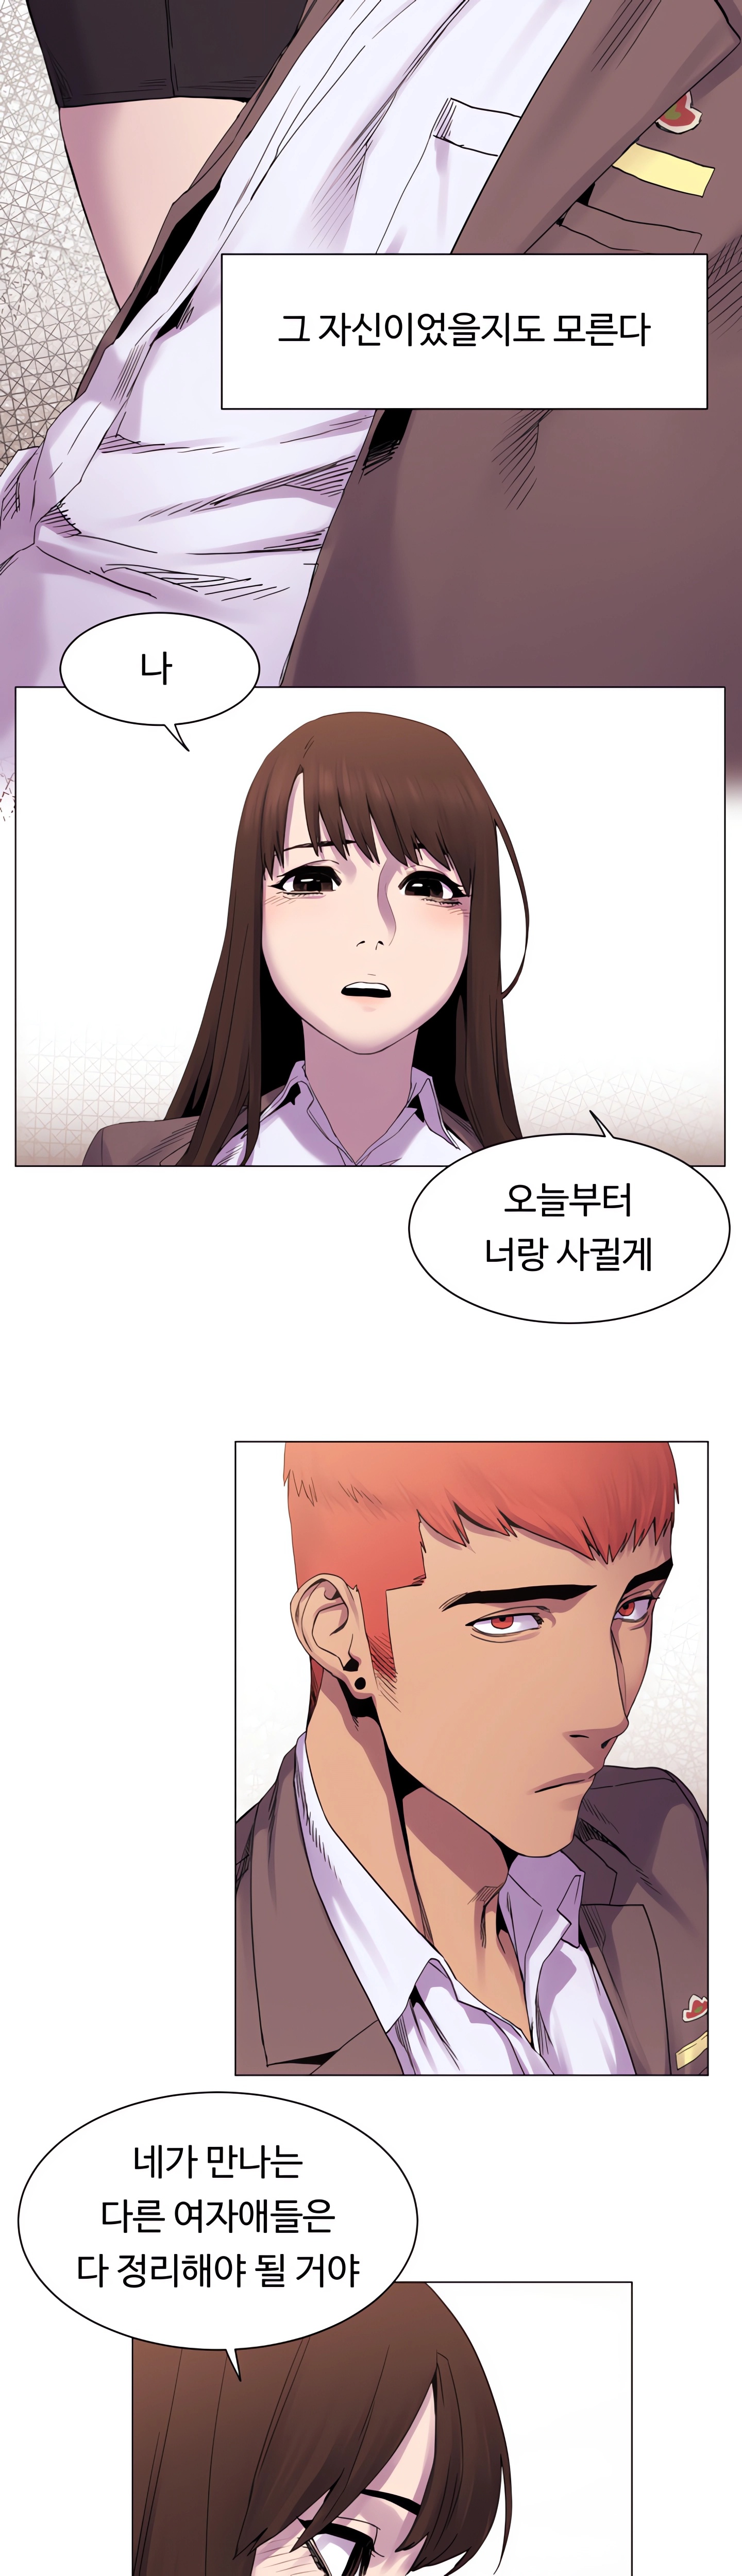 그 자신이었을지도 모른다
나
오늘부터
너랑 사귈게
네가 만나는
다른 여자애들은
다 정리해야 될 거야